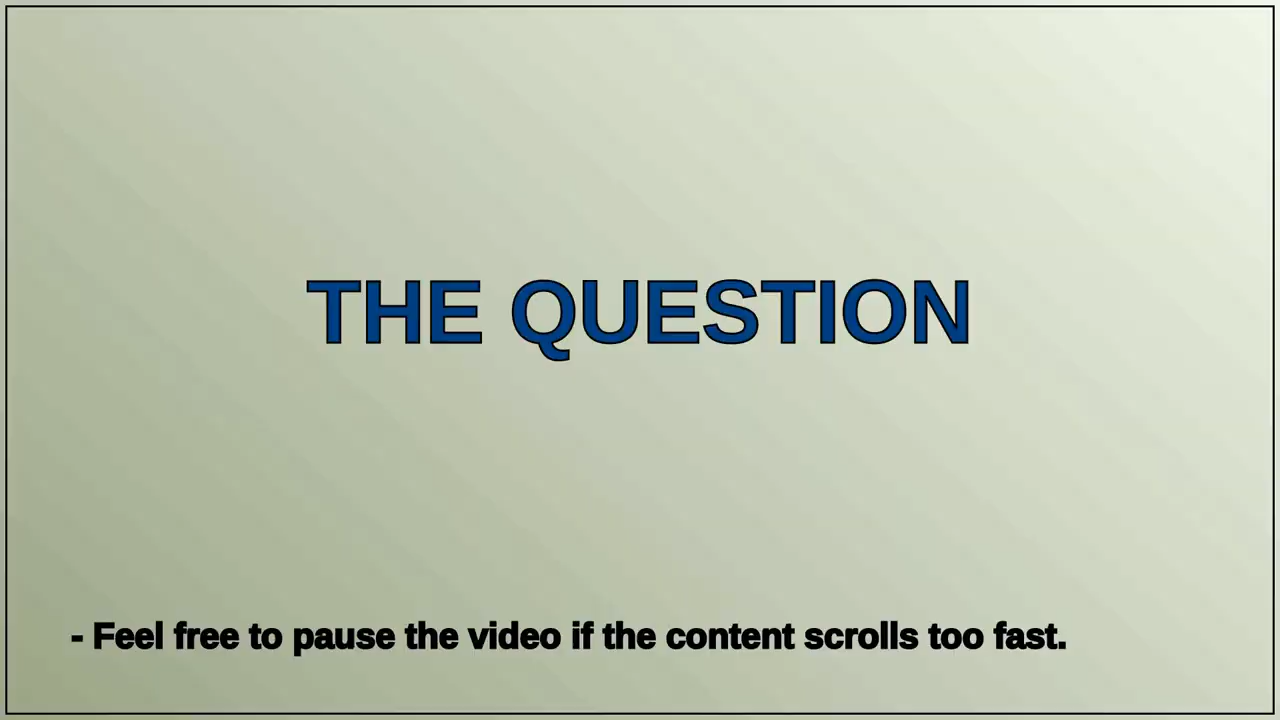 THE QUESTION
- Feel free to pause the video if the content scrolls too fast.